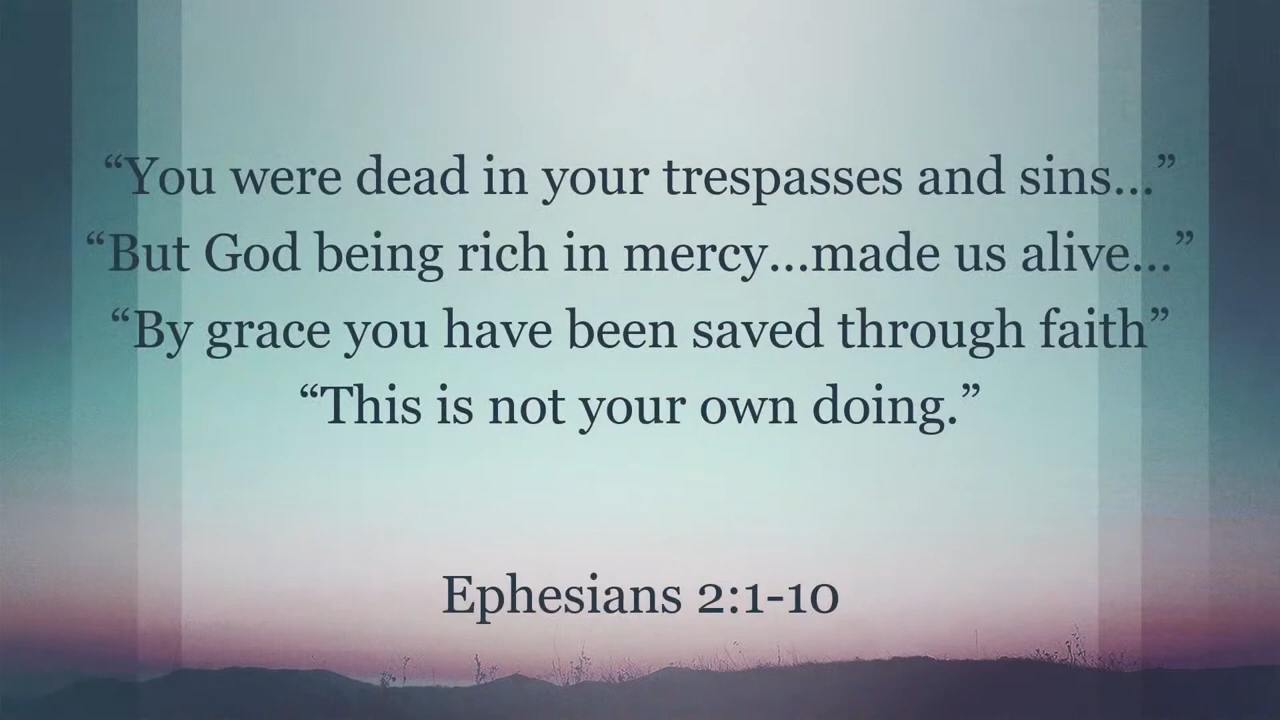 “You were dead in your trespasses and sins...”
“But God being rich in mercy...made us alive...”
“By grace you have been saved through faith”
“This is not your own doing.”
Ephesians 2:1-10